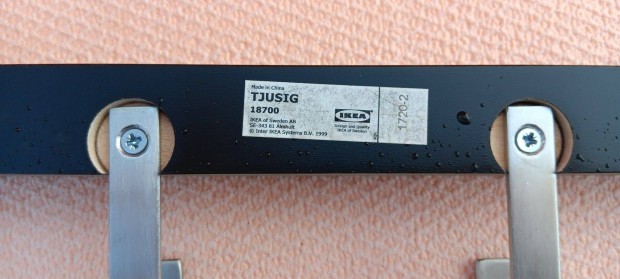 Made in China
TJUSIG
18700
IKEA of Sweden AB
SE-343 81 Älmhult
© Inter IKEA Systems B.V. 1999
IKEA
Design and Quality
IKEA of Sweden
1720-2